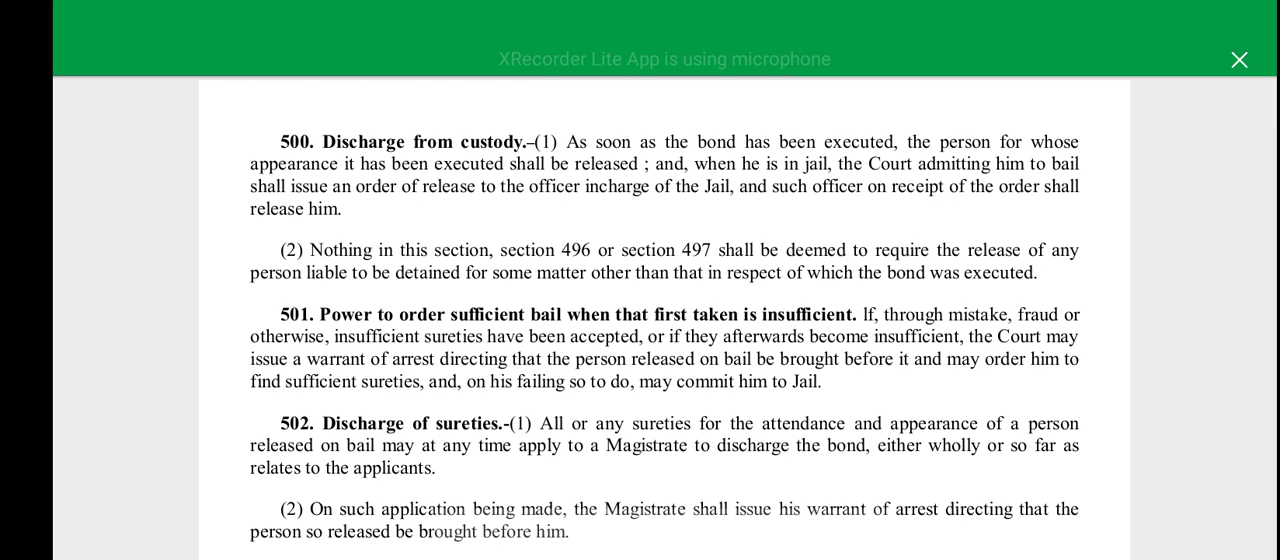 XRecorder Lite App is using microphone
500. Discharge from custody.–(1) As soon as the bond has been executed, the person for whose
appearance it has been executed shall be released ; and, when he is in jail, the Court admitting him to bail
shall issue an order of release to the officer incharge of the Jail, and such officer on receipt of the order shall
release him.
(2) Nothing in this section, section 496 or section 497 shall be deemed to require the release of any
person liable to be detained for some matter other than that in respect of which the bond was executed.
501. Power to order sufficient bail when that first taken is insufficient. If, through mistake, fraud or
otherwise, insufficient sureties have been accepted, or if they afterwards become insufficient, the Court may
issue a warrant of arrest directing that the person released on bail be brought before it and may order him to
find sufficient sureties, and, on his failing so to do, may commit him to Jail.
502. Discharge of sureties.-(1) All or any sureties for the attendance and appearance of a person
released on bail may at any time apply to a Magistrate to discharge the bond, either wholly or so far as
relates to the applicants.
(2) On such application being made, the Magistrate shall issue his warrant of arrest directing that the
person so released be brought before him.